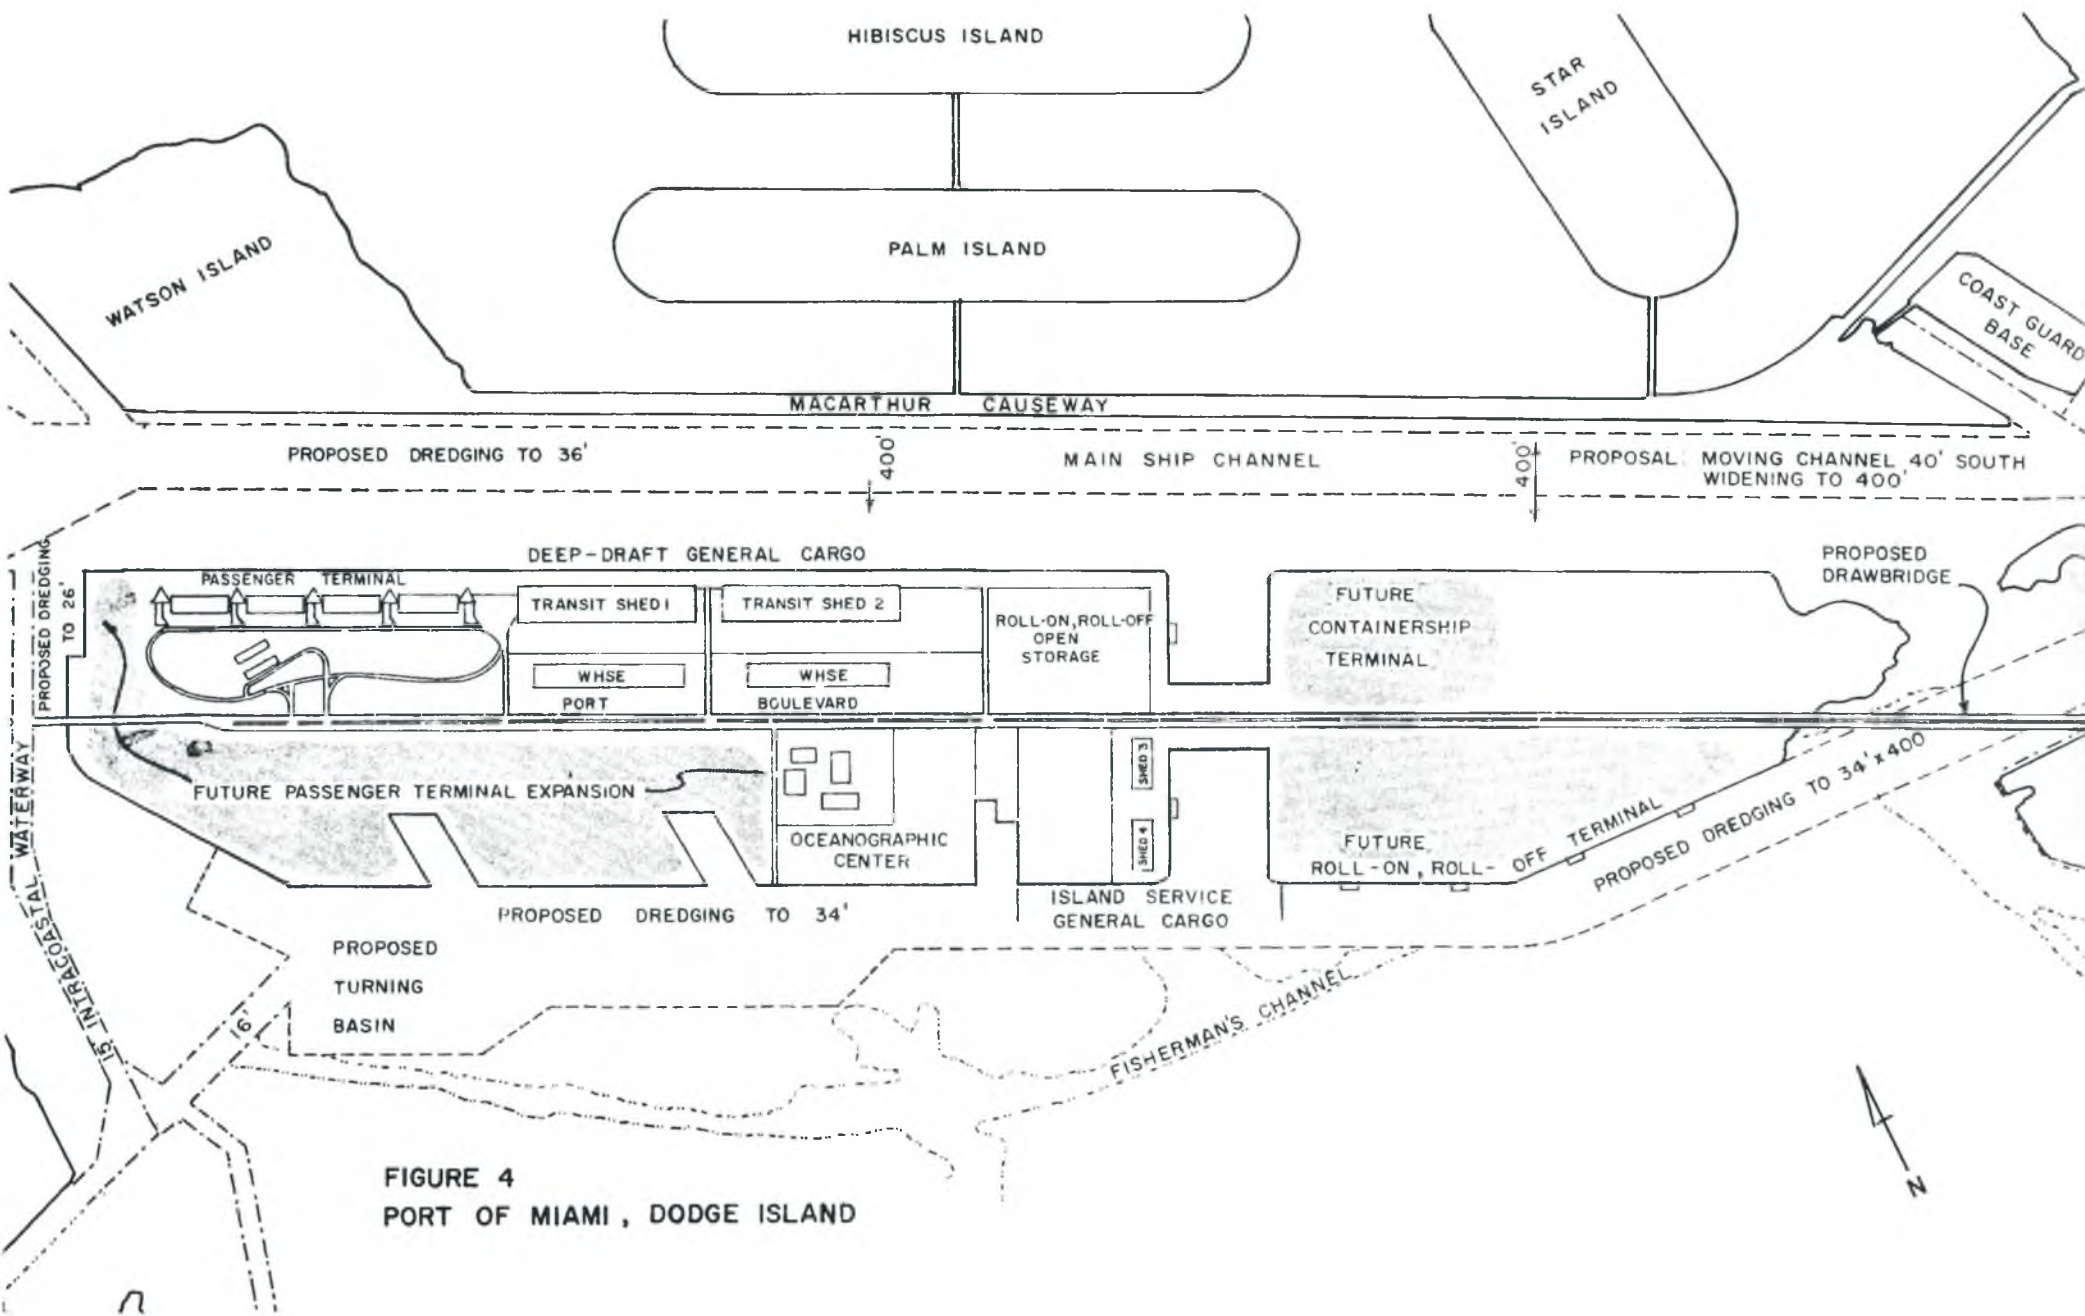 HIBISCUS ISLAND
STAR
ISLAND
WATSON ISLAND
PALM ISLAND
COAST GUARD
BASE
MACARTHUR CAUSEWAY
PROPOSED DREDGING TO 36'
400'
MAIN SHIP CHANNEL
400'
PROPOSAL: MOVING CHANNEL 40' SOUTH
WIDENING TO 400'
PROPOSED DREDGING
TO 26'
DEEP-DRAFT GENERAL CARGO
PROPOSED
DRAWBRIDGE
PASSENGER TERMINAL
TRANSIT SHED 1
TRANSIT SHED 2
ROLL-ON, ROLL-OFF
OPEN
STORAGE
FUTURE
CONTAINERSHIP
TERMINAL
WHSE
WHSE
PORT BOULEVARD
SHED 3
SHED 4
FUTURE PASSENGER TERMINAL EXPANSION
OCEANOGRAPHIC
CENTER
FUTURE
ROLL-ON, ROLL-OFF TERMINAL
PROPOSED DREDGING TO 34' x 400
ISLAND SERVICE
GENERAL CARGO
PROPOSED DREDGING TO 34'
PROPOSED
TURNING
BASIN
15' INTRACOASTAL WATERWAY
6'
FISHERMAN'S CHANNEL
N
FIGURE 4
PORT OF MIAMI, DODGE ISLAND